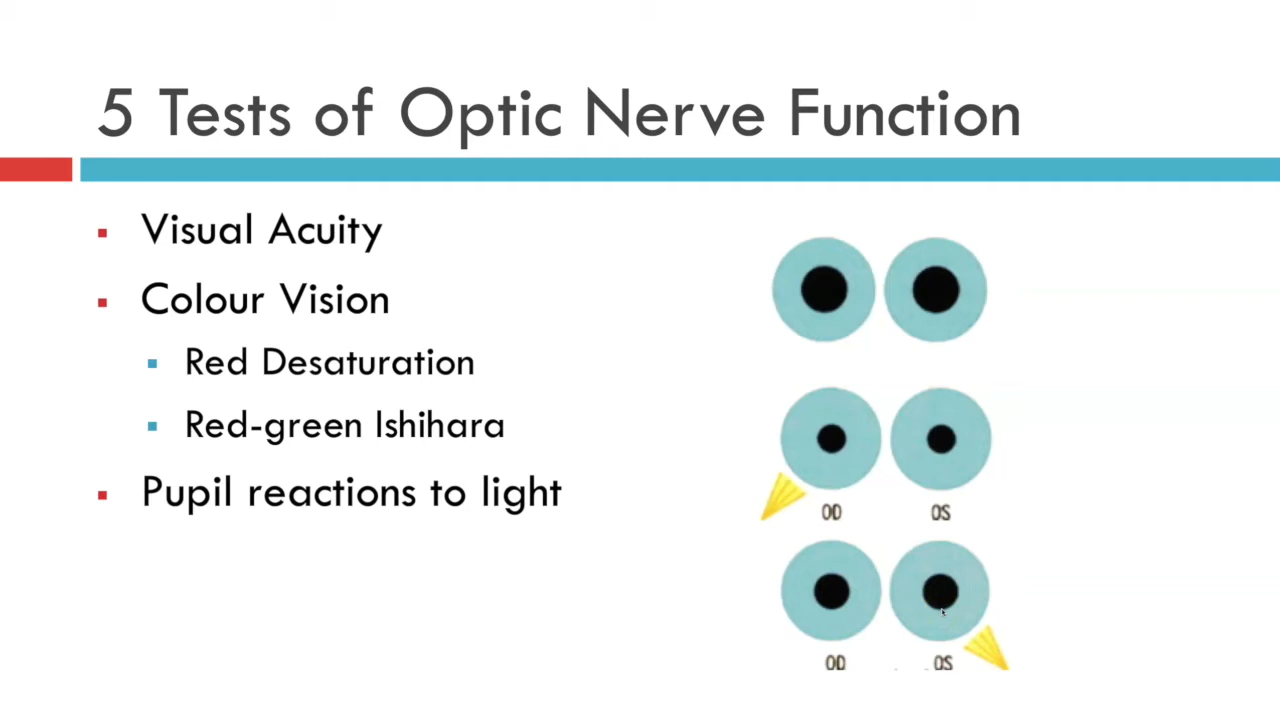 5 Tests of Optic Nerve Function
Visual Acuity
Colour Vision
Red Desaturation
Red-green Ishihara
Pupil reactions to light
OD OS
OD OS